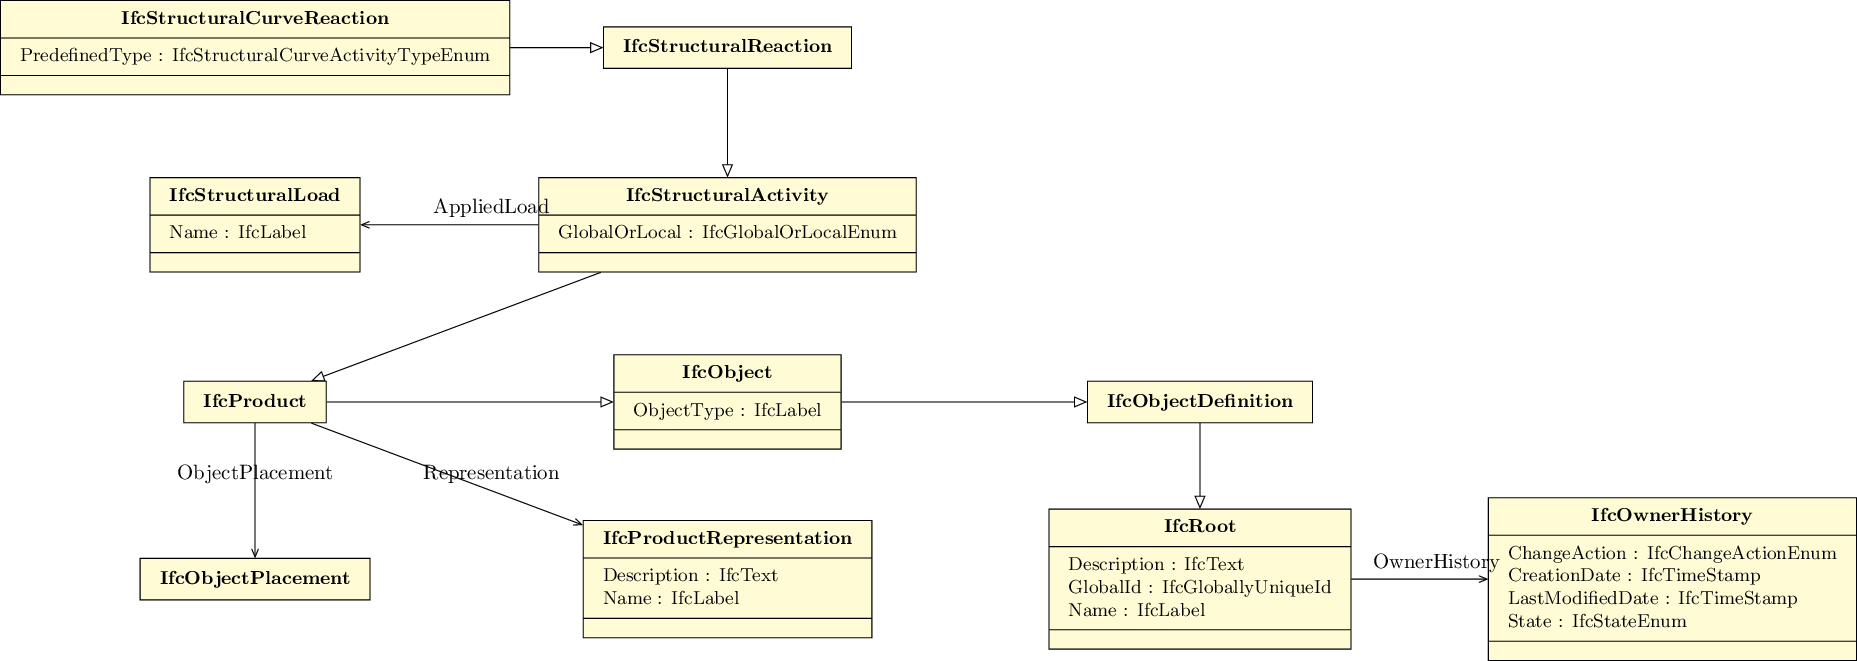 IfcStructuralCurveReaction
PredefinedType : IfcStructuralCurveActivityTypeEnum
IfcStructuralReaction
IfcStructuralLoad
Name : IfcLabel
AppliedLoad
IfcStructuralActivity
GlobalOrLocal : IfcGlobalOrLocalEnum
IfcProduct
IfcObject
ObjectType : IfcLabel
IfcObjectDefinition
ObjectPlacement
Representation
IfcObjectPlacement
IfcProductRepresentation
Description : IfcText
Name : IfcLabel
IfcRoot
Description : IfcText
GlobalId : IfcGloballyUniqueId
Name : IfcLabel
OwnerHistory
IfcOwnerHistory
ChangeAction : IfcChangeActionEnum
CreationDate : IfcTimeStamp
LastModifiedDate : IfcTimeStamp
State : IfcStateEnum